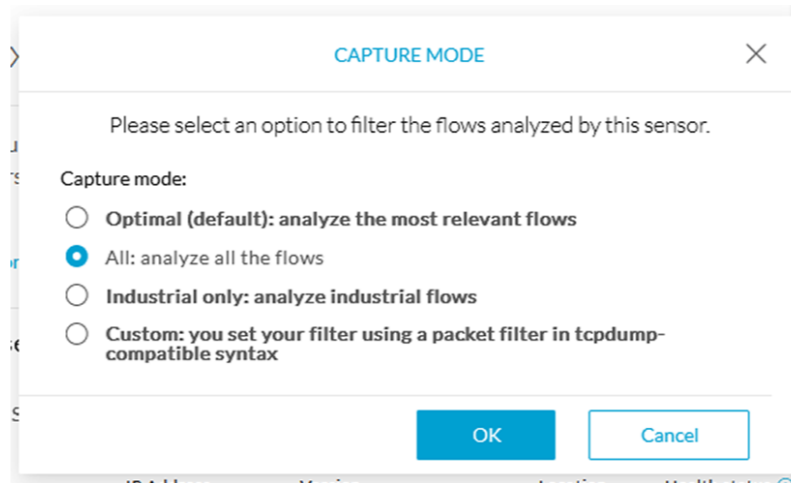 CAPTURE MODE
Please select an option to filter the flows analyzed by this sensor.
Capture mode:
Optimal (default): analyze the most relevant flows
All: analyze all the flows
Industrial only: analyze industrial flows
Custom: you set your filter using a packet filter in tcpdump-
compatible syntax
OK Cancel